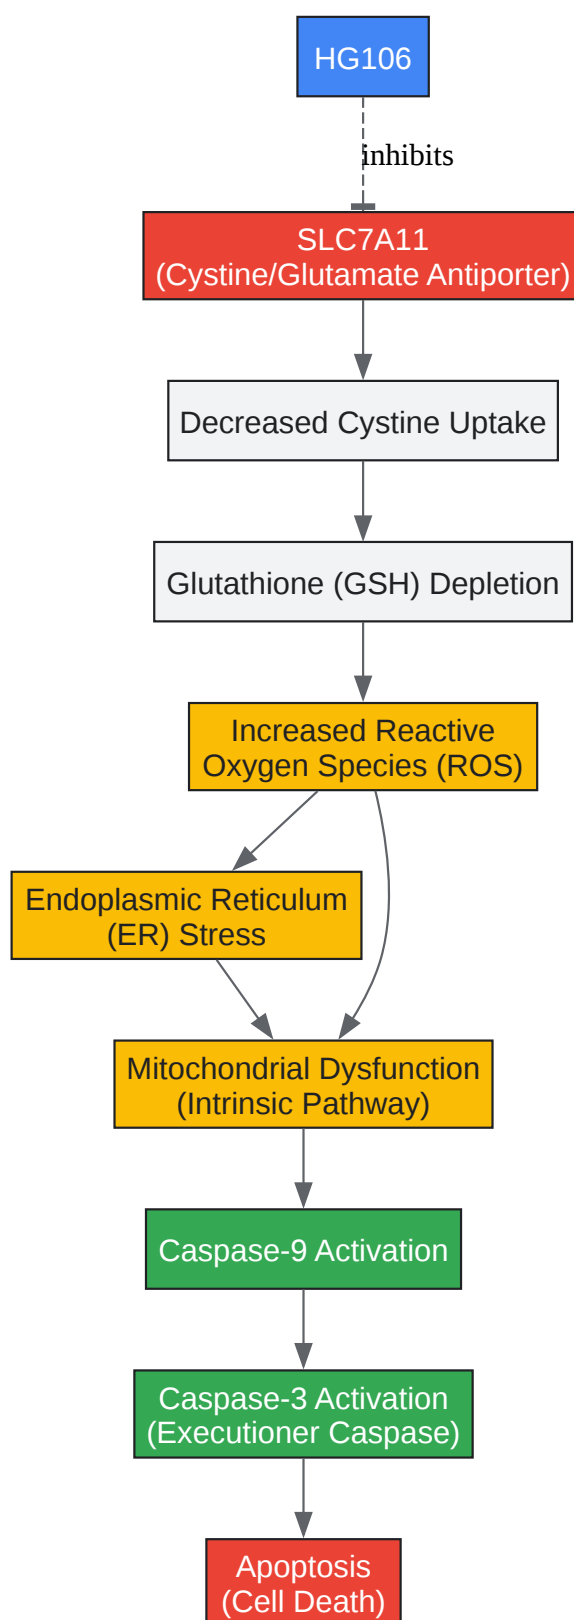 HG106
inhibits
SLC7A11
(Cystine/Glutamate Antiporter)
Decreased Cystine Uptake
Glutathione (GSH) Depletion
Increased Reactive
Oxygen Species (ROS)
Endoplasmic Reticulum
(ER) Stress
Mitochondrial Dysfunction
(Intrinsic Pathway)
Caspase-9 Activation
Caspase-3 Activation
(Executioner Caspase)
Apoptosis
(Cell Death)